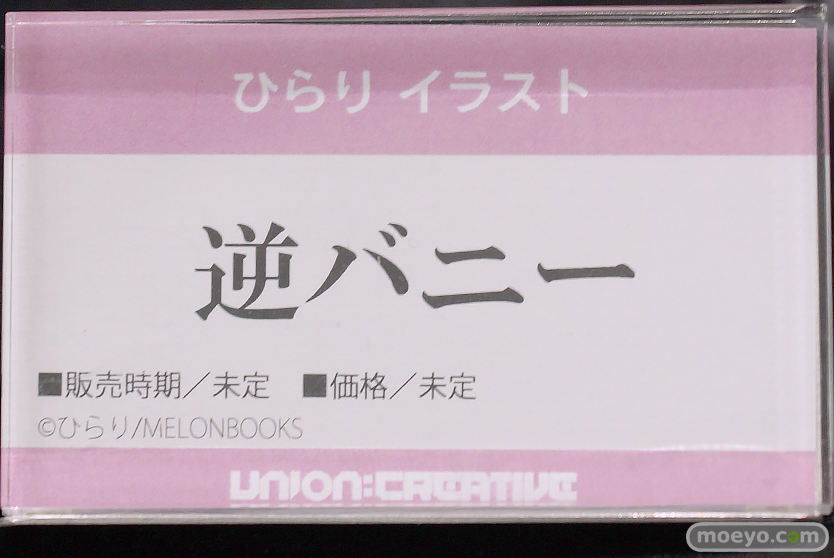 ひらり イラスト
逆バニー
■販売時期／未定　■価格／未定
©ひらり/MELONBOOKS
UNION:CREATIVE
moeyo.com